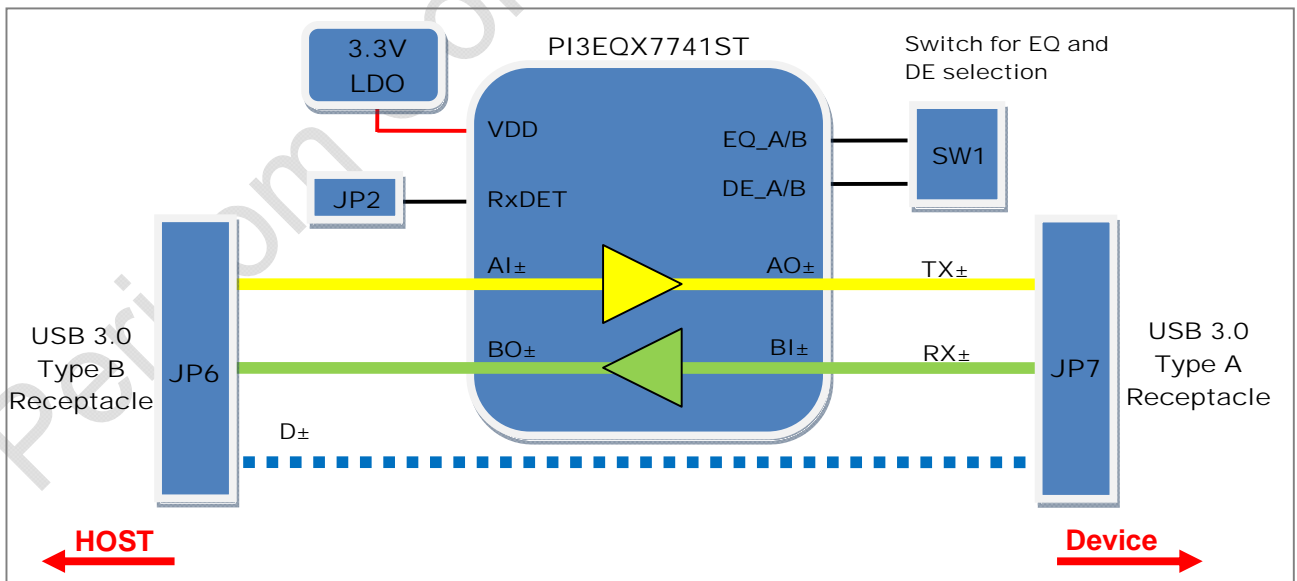 3.3V
LDO
PI3EQX7741ST
Switch for EQ and
DE selection
VDD
EQ_A/B
SW1
JP2
RxDET
DE_A/B
AI±
AO±
TX±
USB 3.0
Type B
Receptacle
JP6
BO±
BI±
RX±
JP7
USB 3.0
Type A
Receptacle
D±
HOST
Device